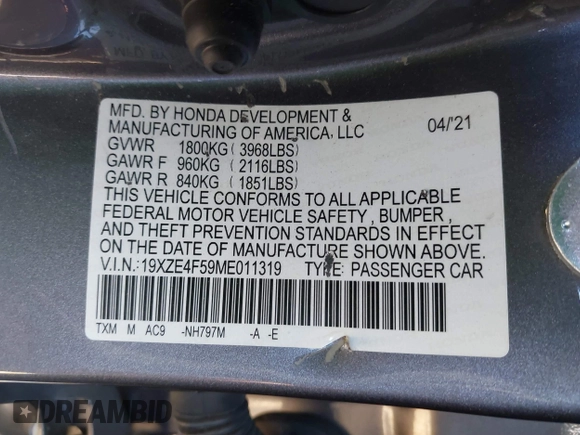 MFD. BY HONDA DEVELOPMENT &
MANUFACTURING OF AMERICA, LLC 04/'21
GVWR 1800KG ( 3968LBS )
GAWR F 960KG ( 2116LBS )
GAWR R 840KG ( 1851LBS )
THIS VEHICLE CONFORMS TO ALL APPLICABLE
FEDERAL MOTOR VEHICLE SAFETY , BUMPER ,
AND THEFT PREVENTION STANDARDS IN EFFECT
ON THE DATE OF MANUFACTURE SHOWN ABOVE.
V.I.N.:19XZE4F59ME011319 TYPE: PASSENGER CAR
TXM M AC9 -NH797M -A -E
DREAMBID